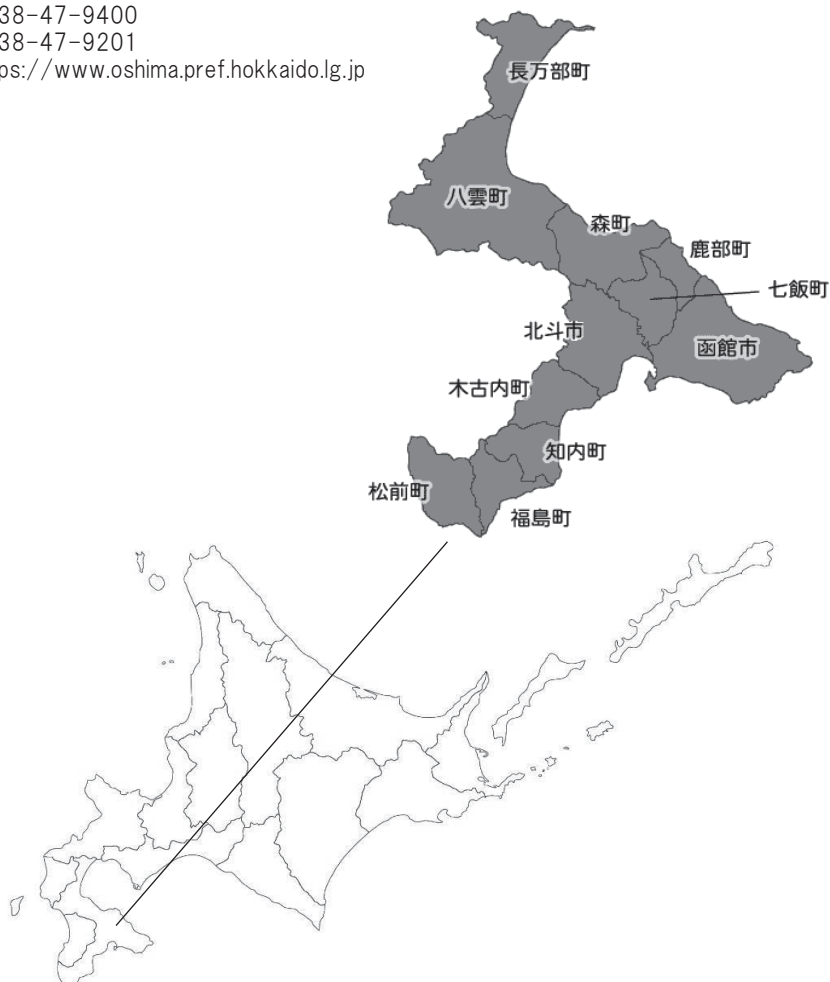 38-47-9400
38-47-9201
ps://www.oshima.pref.hokkaido.lg.jp
長万部町
八雲町
森町
鹿部町
七飯町
北斗市
函館市
木古内町
知内町
松前町
福島町